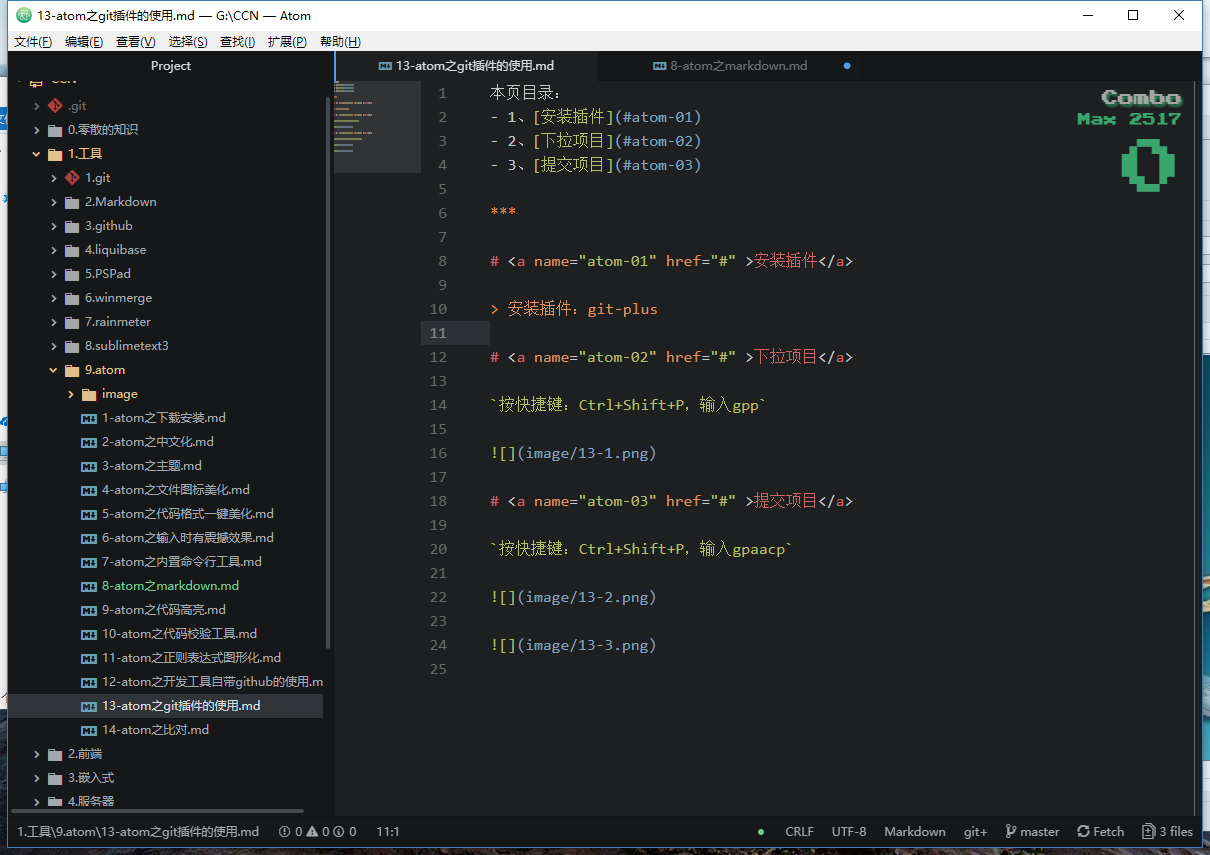 13-atom之git插件的使用.md — G:\CCN — Atom
文件(F) 编辑(E) 查看(V) 选择(S) 查找(I) 扩展(P) 帮助(H)
Project
.git
0.零散的知识
1.工具
1.git
2.Markdown
3.github
4.liquibase
5.PSPad
6.winmerge
7.rainmeter
8.sublimetext3
9.atom
image
1-atom之下载安装.md
2-atom之中文化.md
3-atom之主题.md
4-atom之文件图标美化.md
5-atom之代码格式一键美化.md
6-atom之输入时有震撼效果.md
7-atom之内置命令行工具.md
8-atom之markdown.md
9-atom之代码高亮.md
10-atom之代码校验工具.md
11-atom之正则表达式图形化.md
12-atom之开发工具自带github的使用.m
13-atom之git插件的使用.md
14-atom之比对.md
2.前端
3.嵌入式
4.服务器
13-atom之git插件的使用.md 8-atom之markdown.md
1 本页目录:
2 - 1、[安装插件](#atom-01)
3 - 2、[下拉项目](#atom-02)
4 - 3、[提交项目](#atom-03)
5
6 ***
7
8 # <a name="atom-01" href="#" >安装插件</a>
9
10 > 安装插件: git-plus
11
12 # <a name="atom-02" href="#" >下拉项目</a>
13
14 `按快捷键: Ctrl+Shift+P, 输入gpp`
15
16 ![](image/13-1.png)
17
18 # <a name="atom-03" href="#" >提交项目</a>
19
20 `按快捷键: Ctrl+Shift+P, 输入gpaacp`
21
22 ![](image/13-2.png)
23
24 ![](image/13-3.png)
25
Combo
Max 2517
0
1.工具\9.atom\13-atom之git插件的使用.md 0 0 0 11:1 CRLF UTF-8 Markdown git+ master Fetch 3 files